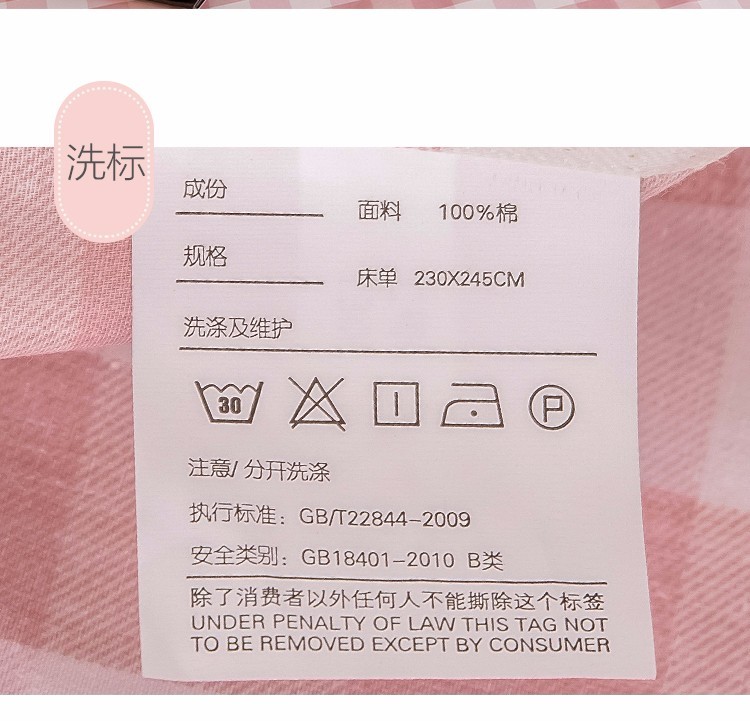 洗标
成份
面料 100%棉
规格
床单 230X245CM
洗涤及维护
30
P
注意/分开洗涤
执行标准：GB/T22844-2009
安全类别：GB18401-2010 B类
除了消费者以外任何人不能撕除这个标签
UNDER PENALTY OF LAW THIS TAG NOT
TO BE REMOVED EXCEPT BY CONSUMER